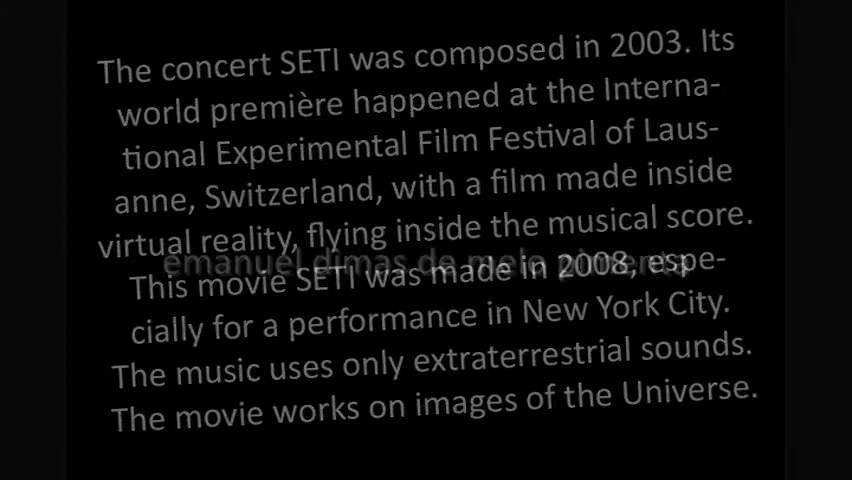 The concert SETI was composed in 2003. Its
world première happened at the Interna-
tional Experimental Film Festival of Laus-
anne, Switzerland, with a film made inside
virtual reality, flying inside the musical score.
emanuel dimas de melo pimenta
This movie SETI was made in 2008, espe-
cially for a performance in New York City.
The music uses only extraterrestrial sounds.
The movie works on images of the Universe.